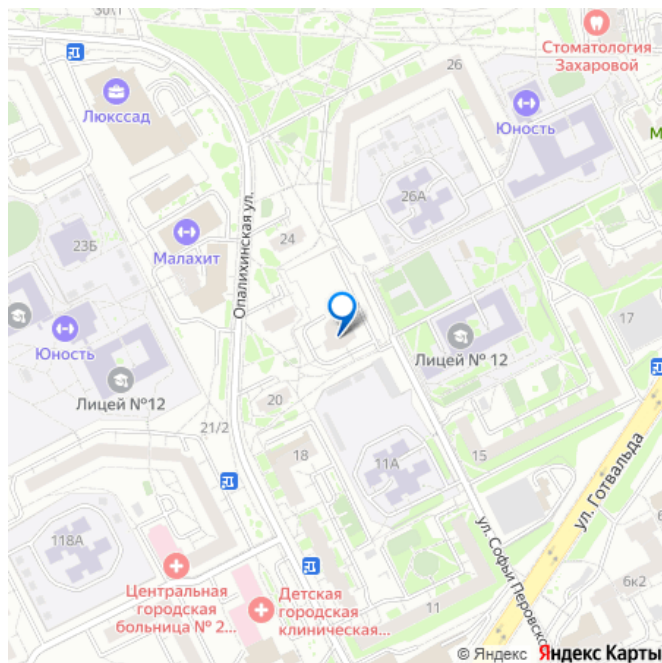 30\1
Стоматология
Захаровой
26
Люкссад
Юность
26А
Опалихинская ул.
24
23Б
Малахит
17
Юность
Лицей № 12
Лицей №12
20
21/2
18
11А
15
ул. Готвальда
118А
ул. Софьи Перовско
Центральная
городская
больница № 2...
Детская
городская
клиническая...
11
6к2
© Яндекс Яндекс Карты